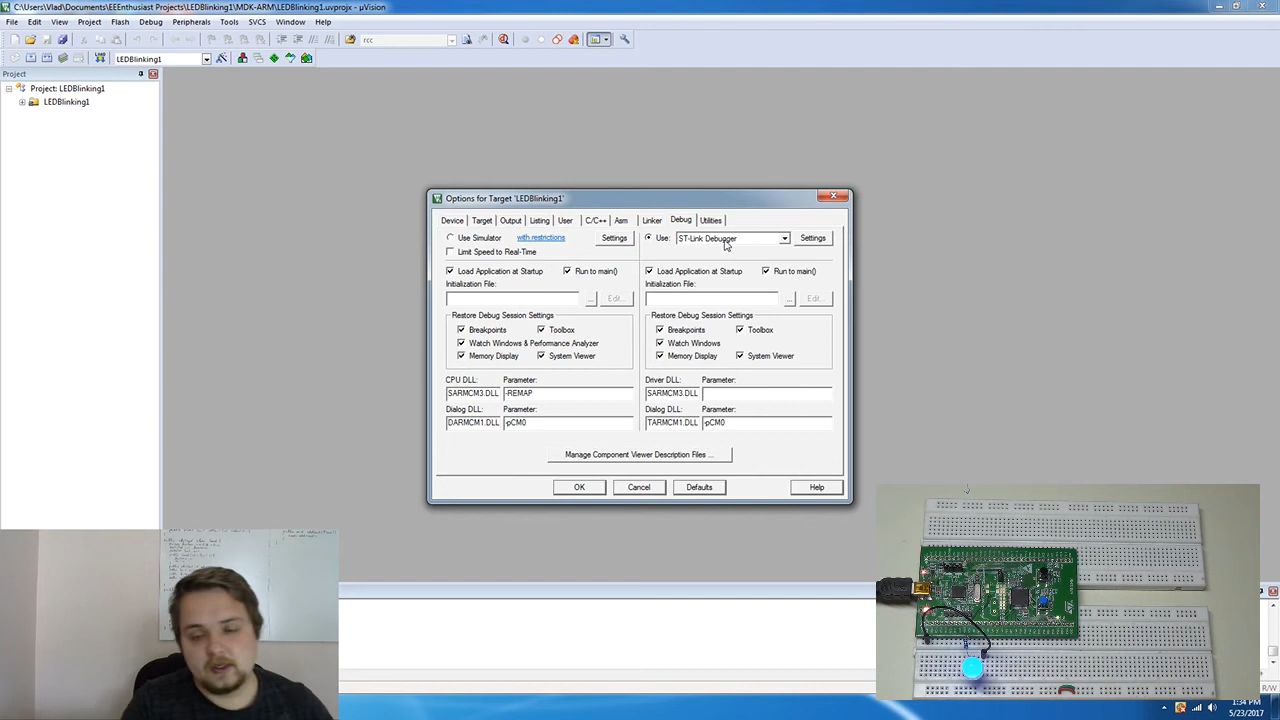 C:\Users\Vlad\Documents\EEEnthusiast Projects\LEDBlinking1\MDK-ARM\LEDBlinking1.uvprojx - µVision
File Edit View Project Flash Debug Peripherals Tools SVCS Window Help
rcc
LEDBlinking1
Project
Project: LEDBlinking1
LEDBlinking1
Options for Target 'LEDBlinking1'
Device Target Output Listing User C/C++ Asm Linker Debug Utilities
Use Simulator with restrictions Settings Use: ST-Link Debugger Settings
Limit Speed to Real-Time
Load Application at Startup Run to main() Load Application at Startup Run to main()
Initialization File: Initialization File:
... Edit... ... Edit...
Restore Debug Session Settings Restore Debug Session Settings
Breakpoints Toolbox Breakpoints Toolbox
Watch Windows & Performance Analyzer Watch Windows
Memory Display System Viewer Memory Display System Viewer
CPU DLL: Parameter: Driver DLL: Parameter:
SARMCM3.DLL -REMAP SARMCM3.DLL
Dialog DLL: Parameter: Dialog DLL: Parameter:
DARMCM1.DLL -pCM0 TARMCM1.DLL -pCM0
Manage Component Viewer Description Files ...
OK Cancel Defaults Help
R/W
1:34 PM
5/23/2017